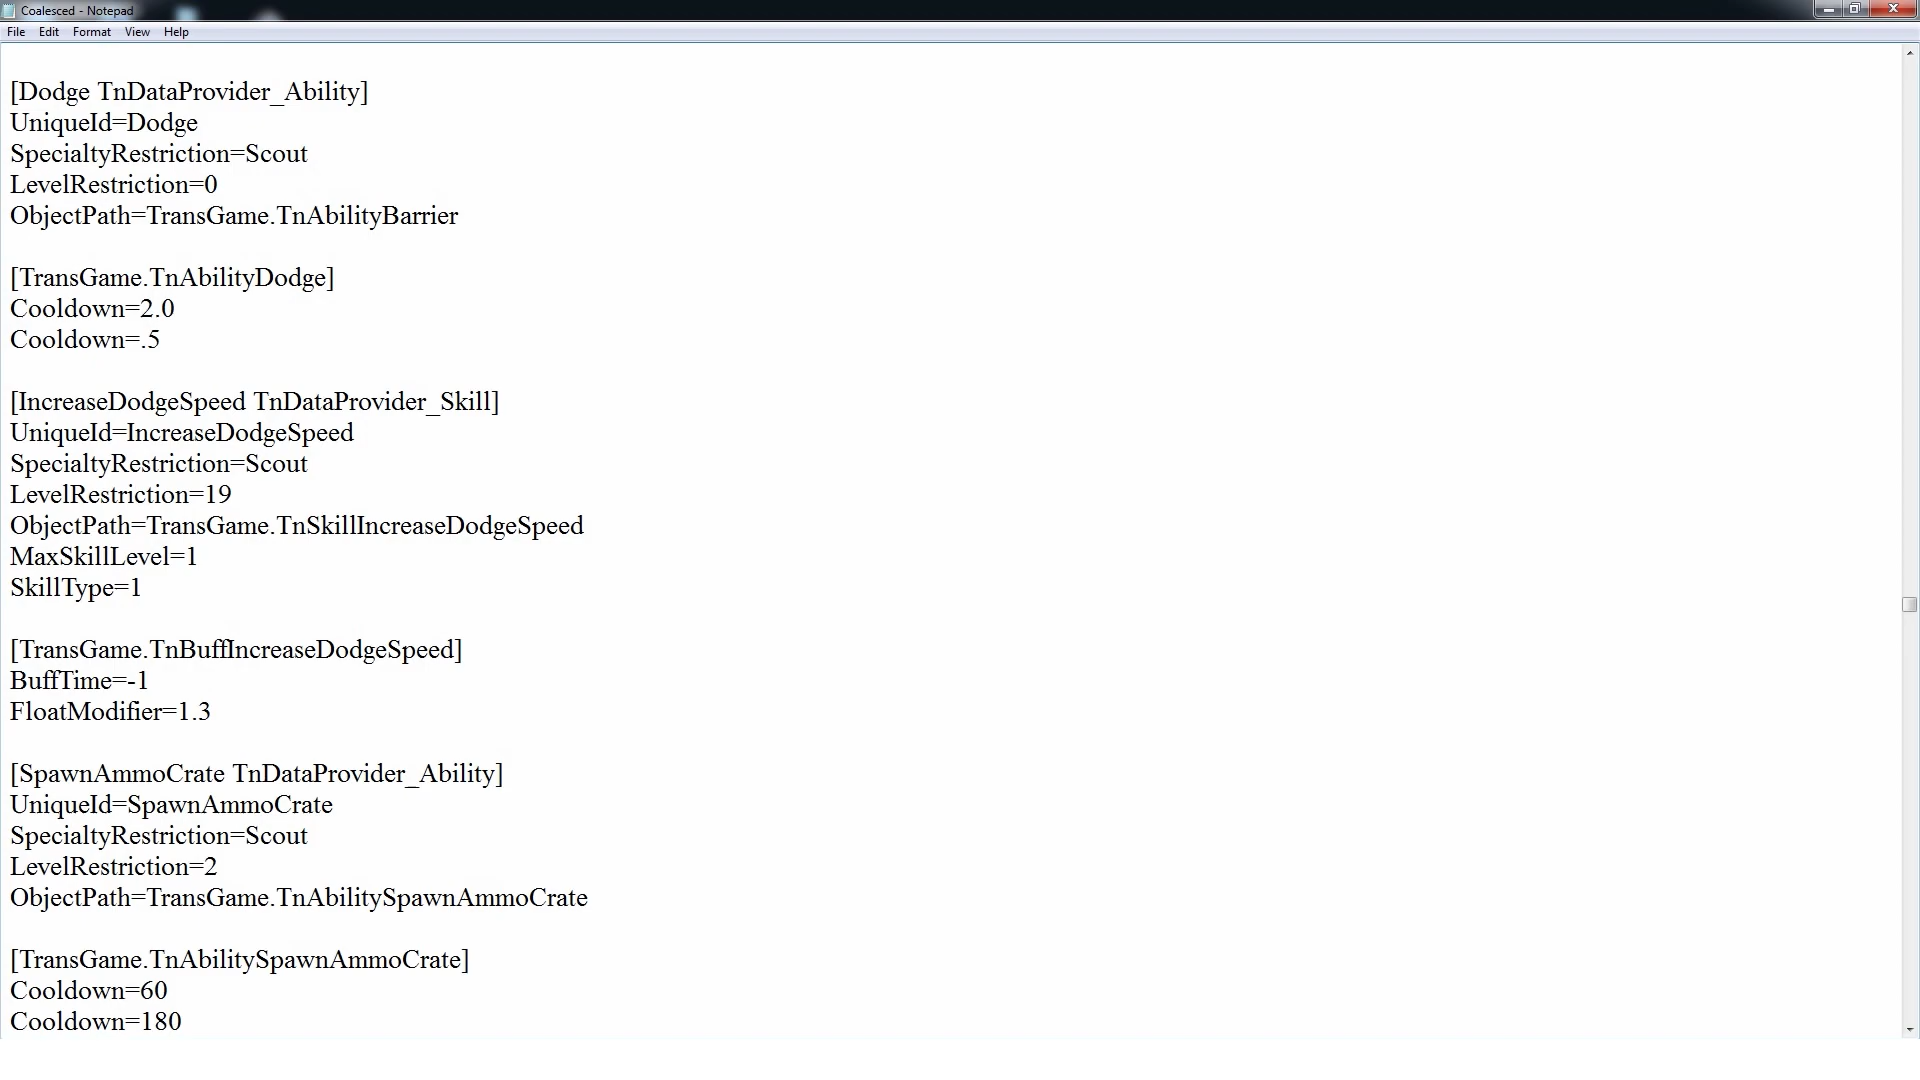 Coalesced - Notepad
File Edit Format View Help
[Dodge TnDataProvider_Ability]
UniqueId=Dodge
SpecialtyRestriction=Scout
LevelRestriction=0
ObjectPath=TransGame.TnAbilityBarrier
[TransGame.TnAbilityDodge]
Cooldown=2.0
Cooldown=.5
[IncreaseDodgeSpeed TnDataProvider_Skill]
UniqueId=IncreaseDodgeSpeed
SpecialtyRestriction=Scout
LevelRestriction=19
ObjectPath=TransGame.TnSkillIncreaseDodgeSpeed
MaxSkillLevel=1
SkillType=1
[TransGame.TnBuffIncreaseDodgeSpeed]
BuffTime=-1
FloatModifier=1.3
[SpawnAmmoCrate TnDataProvider_Ability]
UniqueId=SpawnAmmoCrate
SpecialtyRestriction=Scout
LevelRestriction=2
ObjectPath=TransGame.TnAbilitySpawnAmmoCrate
[TransGame.TnAbilitySpawnAmmoCrate]
Cooldown=60
Cooldown=180